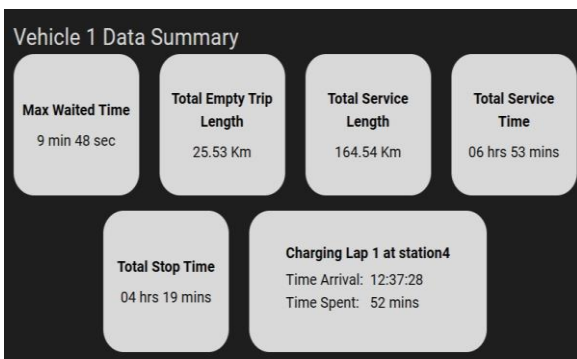 Vehicle 1 Data Summary
Max Waited Time
9 min 48 sec
Total Empty Trip
Length
25.53 Km
Total Service
Length
164.54 Km
Total Service
Time
06 hrs 53 mins
Total Stop Time
04 hrs 19 mins
Charging Lap 1 at station4
Time Arrival: 12:37:28
Time Spent: 52 mins